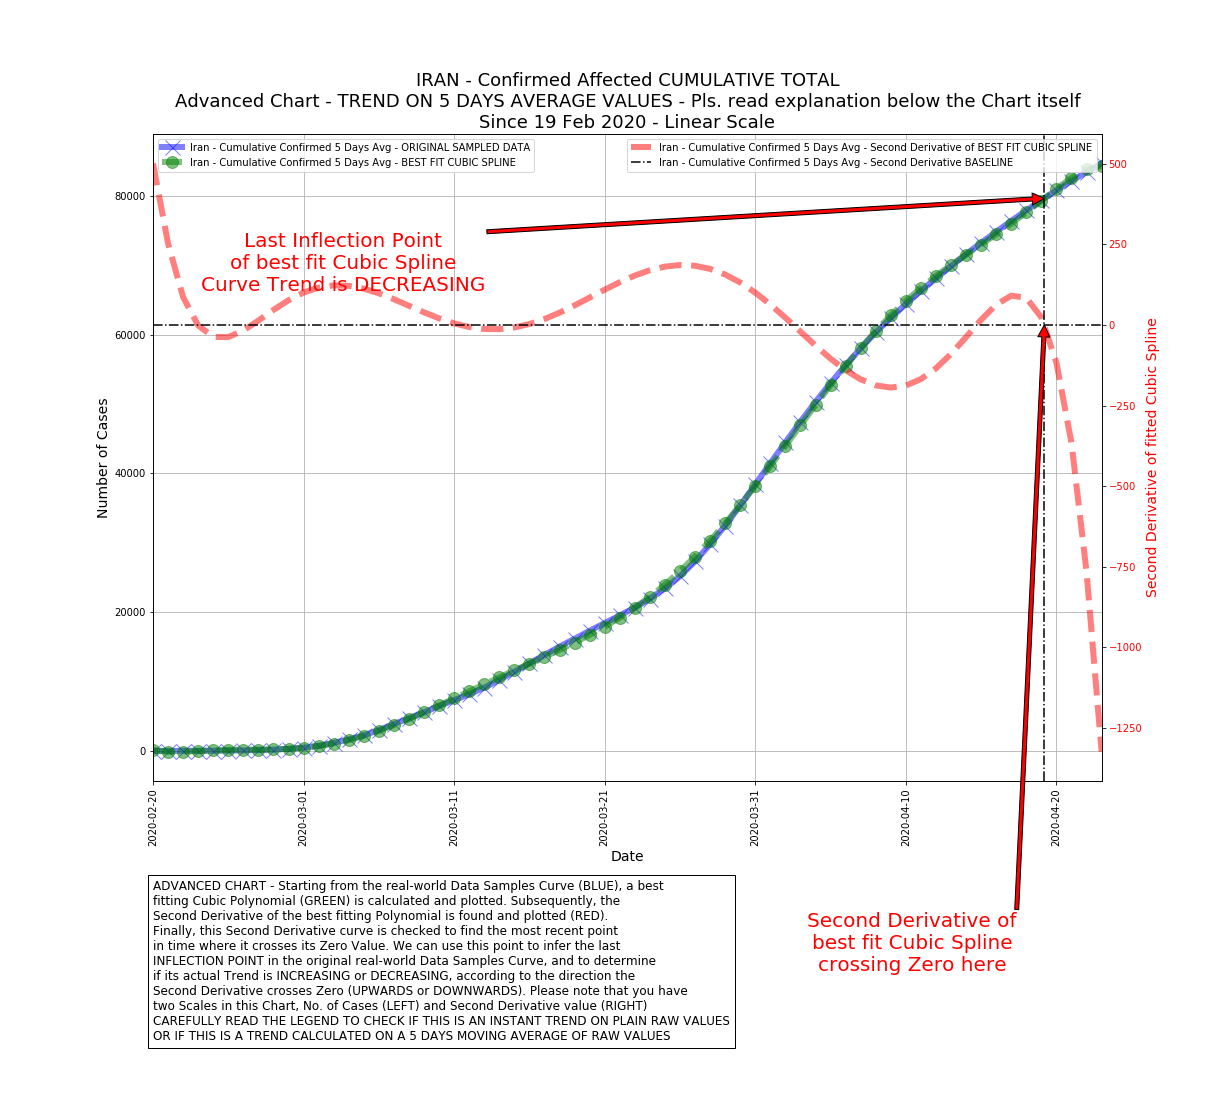 IRAN - Confirmed Affected CUMULATIVE TOTAL
Advanced Chart - TREND ON 5 DAYS AVERAGE VALUES - Pls. read explanation below the Chart itself
Since 19 Feb 2020 - Linear Scale
Iran - Cumulative Confirmed 5 Days Avg - ORIGINAL SAMPLED DATA
Iran - Cumulative Confirmed 5 Days Avg - BEST FIT CUBIC SPLINE
Iran - Cumulative Confirmed 5 Days Avg - Second Derivative of BEST FIT CUBIC SPLINE
Iran - Cumulative Confirmed 5 Days Avg - Second Derivative BASELINE
Last Inflection Point
of best fit Cubic Spline
Curve Trend is DECREASING
Number of Cases
80000
60000
40000
20000
0
500
250
0
−250
−500
−750
−1000
−1250
Second Derivative of fitted Cubic Spline
2020-02-20
2020-03-01
2020-03-11
2020-03-21
2020-03-31
2020-04-10
2020-04-20
Date
ADVANCED CHART - Starting from the real-world Data Samples Curve (BLUE), a best
fitting Cubic Polynomial (GREEN) is calculated and plotted. Subsequently, the
Second Derivative of the best fitting Polynomial is found and plotted (RED).
Finally, this Second Derivative curve is checked to find the most recent point
in time where it crosses its Zero Value. We can use this point to infer the last
INFLECTION POINT in the original real-world Data Samples Curve, and to determine
if its actual Trend is INCREASING or DECREASING, according to the direction the
Second Derivative crosses Zero (UPWARDS or DOWNWARDS). Please note that you have
two Scales in this Chart, No. of Cases (LEFT) and Second Derivative value (RIGHT)
CAREFULLY READ THE LEGEND TO CHECK IF THIS IS AN INSTANT TREND ON PLAIN RAW VALUES
OR IF THIS IS A TREND CALCULATED ON A 5 DAYS MOVING AVERAGE OF RAW VALUES
Second Derivative of
best fit Cubic Spline
crossing Zero here